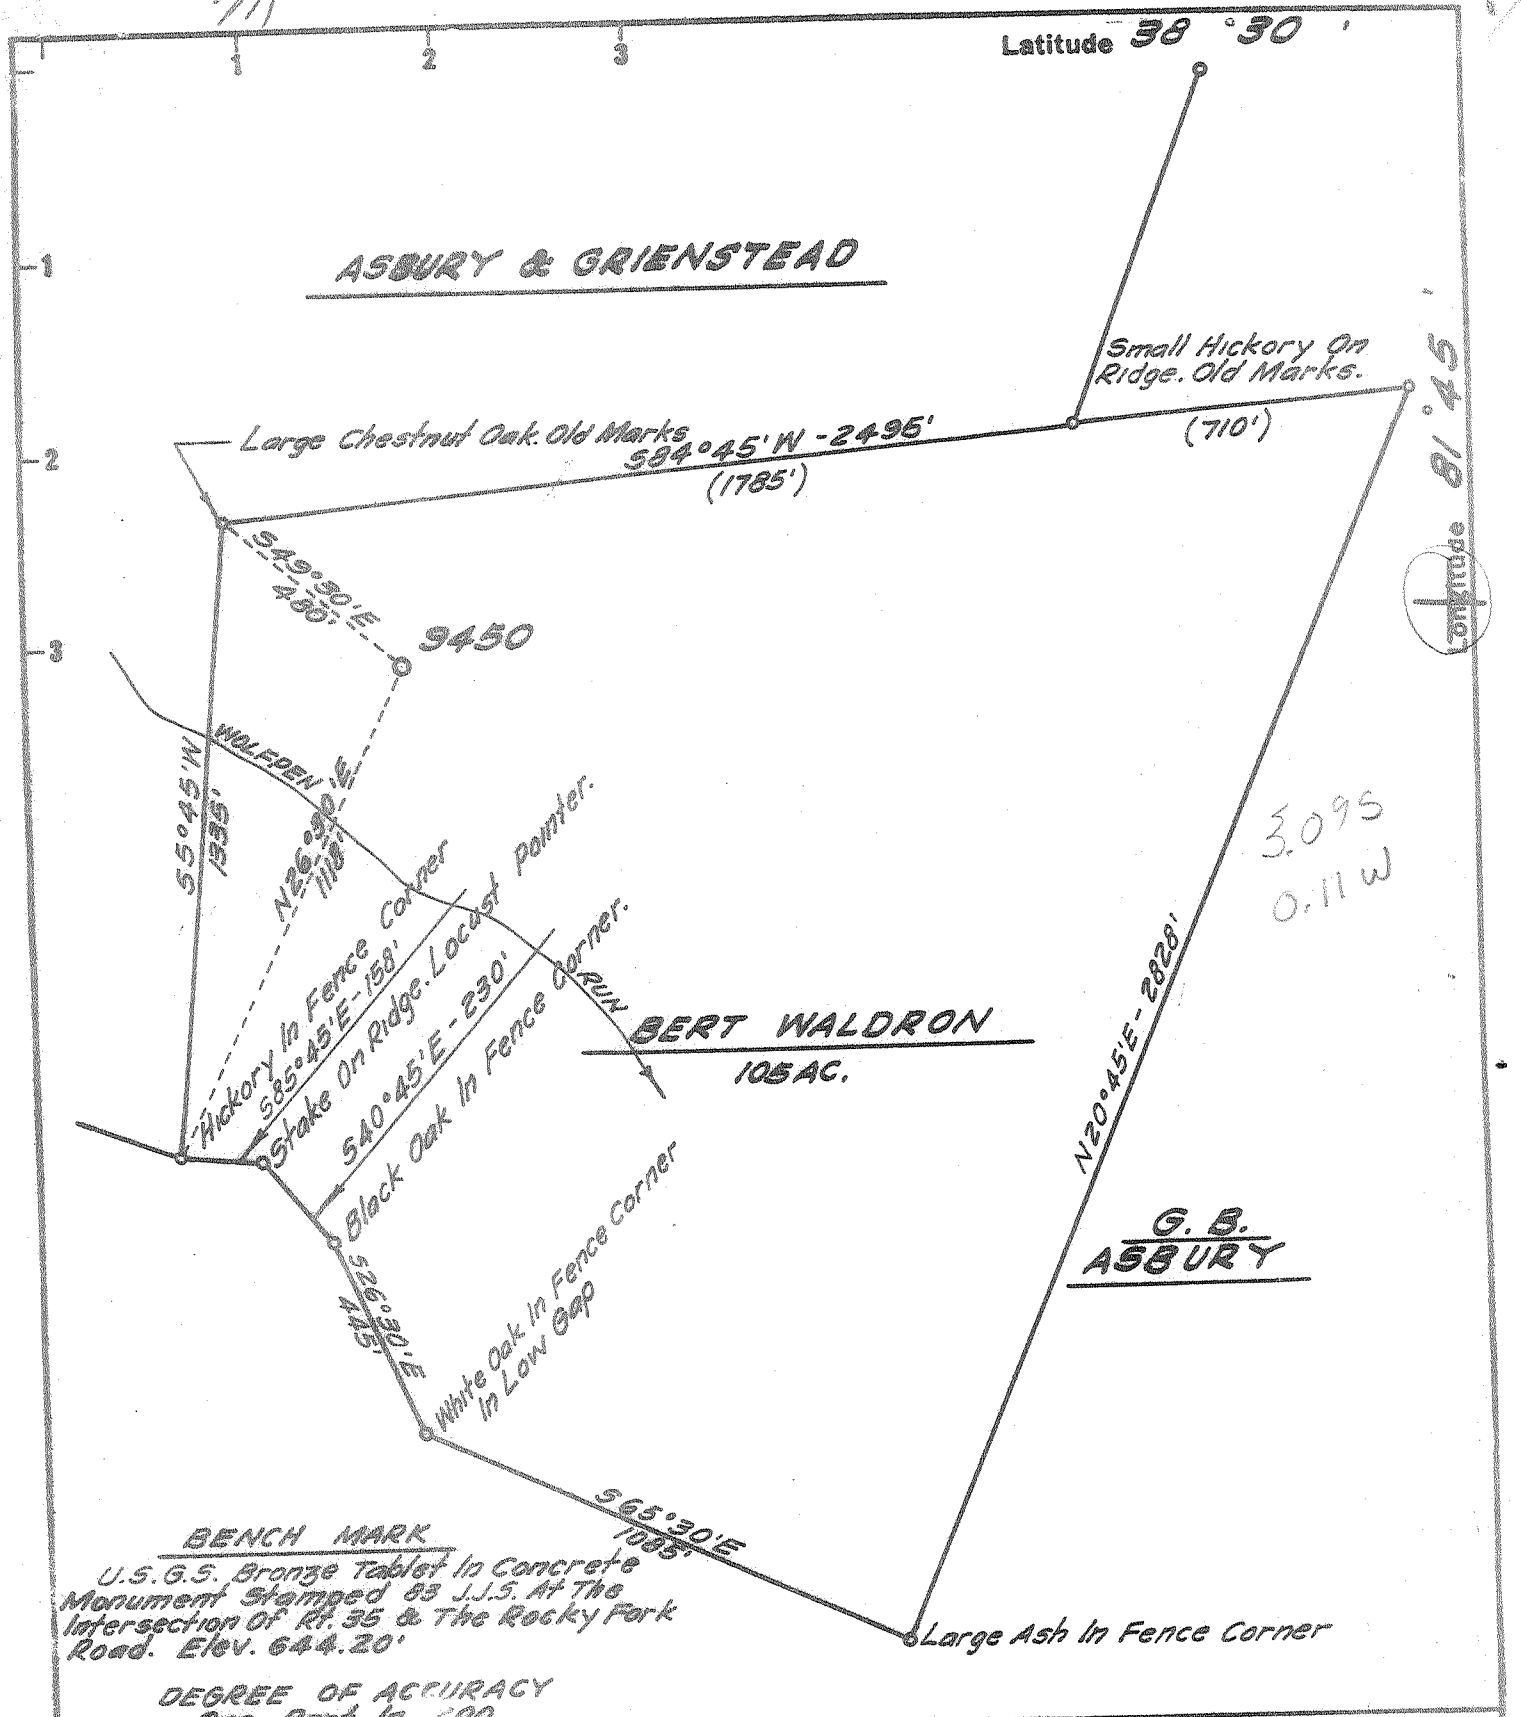 1 2 3
Latitude 38 °30 '
ASBURY & GRIENSTEAD
1
2
3
Small Hickory On
Ridge. Old Marks.
Longitude 81 °45 '
Large Chestnut Oak. Old Marks
S84°45'W - 2495'
(1785')
(710')
S49°30'E
480'
9450
WOLFPEN
RUN
S5°45'W
1335'
N26°30'E
1118'
Hickory In Fence Corner
S85°45'E - 158'
Stake On Ridge. Locust pointer.
S40°45'E - 230'
Black Oak In Fence Corner.
BERT WALDRON
105 AC.
3.09S
0.11 W
N20°45'E - 2828'
G. B.
ASBURY
S26°30'E
445'
White Oak In Fence Corner
In Low Gap
S65°30'E
1095'
Large Ash In Fence Corner
BENCH MARK
U.S.G.S. Bronze Tablet In Concrete
Monument Stamped 83 J.J.S. At The
Intersection Of Rt. 35 & The Rocky Fork
Road. Elev. 644.20'
DEGREE OF ACCURACY